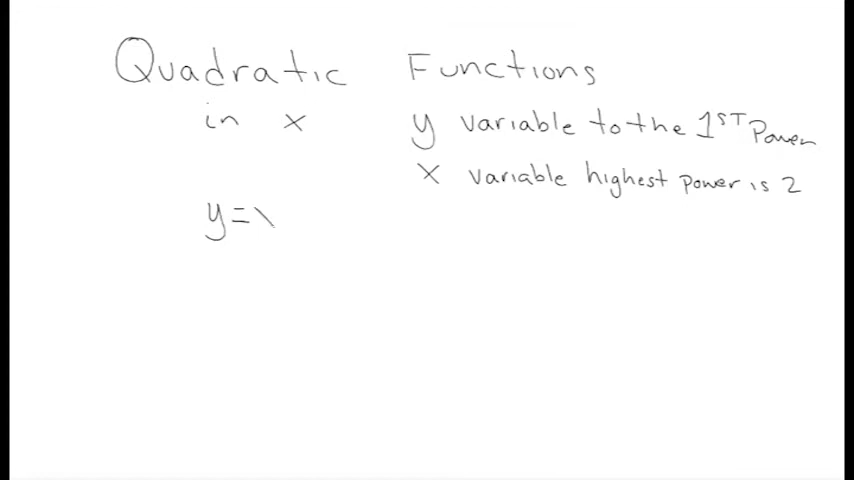 Quadratic Functions
in x y variable to the 1ST Power
x variable highest power is 2
y=